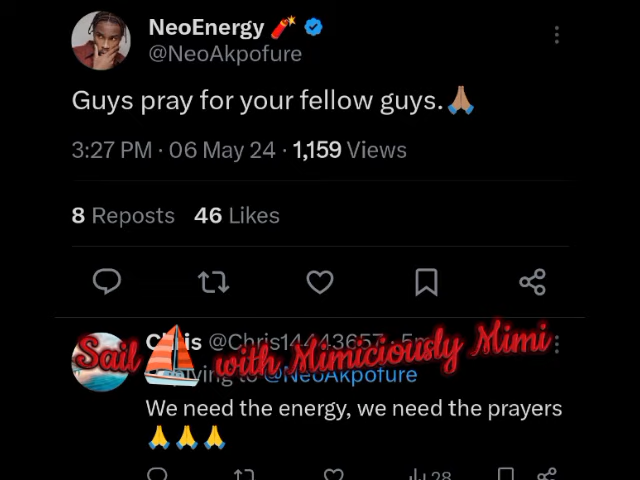 NeoEnergy 🧨
@NeoAkpofure
Guys pray for your fellow guys.🙏🏽
3:27 PM · 06 May 24 · 1,159 Views
8 Reposts 46 Likes
Sail ⛵ with Mimiciously Mimi
Chris @Chris14443657 · 5m
Replying to @NeoAkpofure
We need the energy, we need the prayers
🙏🙏🙏
28